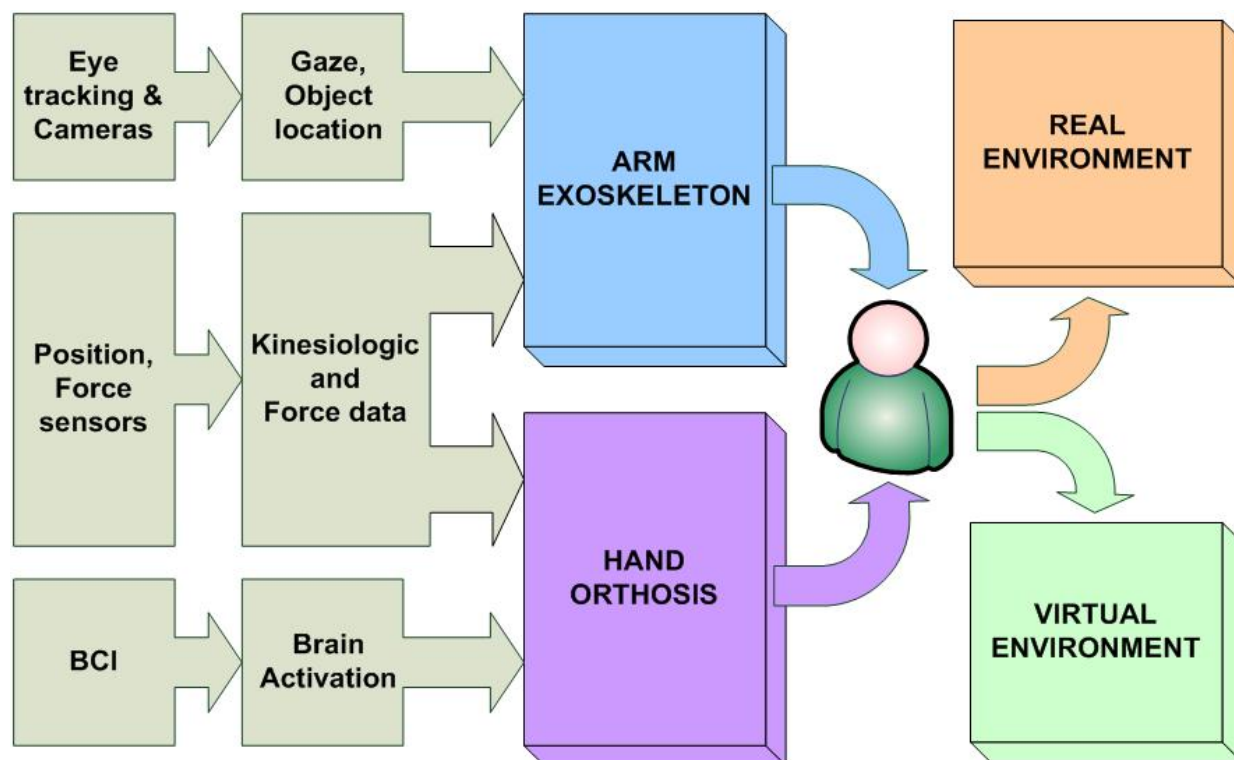 Eye
tracking &
Cameras
Gaze,
Object
location
ARM
EXOSKELETON
REAL
ENVIRONMENT
Position,
Force
sensors
Kinesiologic
and
Force data
HAND
ORTHOSIS
VIRTUAL
ENVIRONMENT
BCI
Brain
Activation